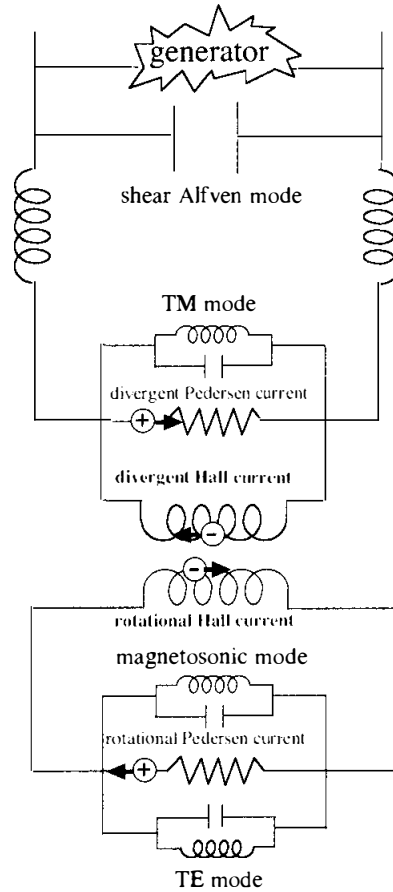 generator
shear Alfven mode
TM mode
divergent Pedersen current
+
divergent Hall current
-
-
rotational Hall current
magnetosonic mode
rotational Pedersen current
+
TE mode